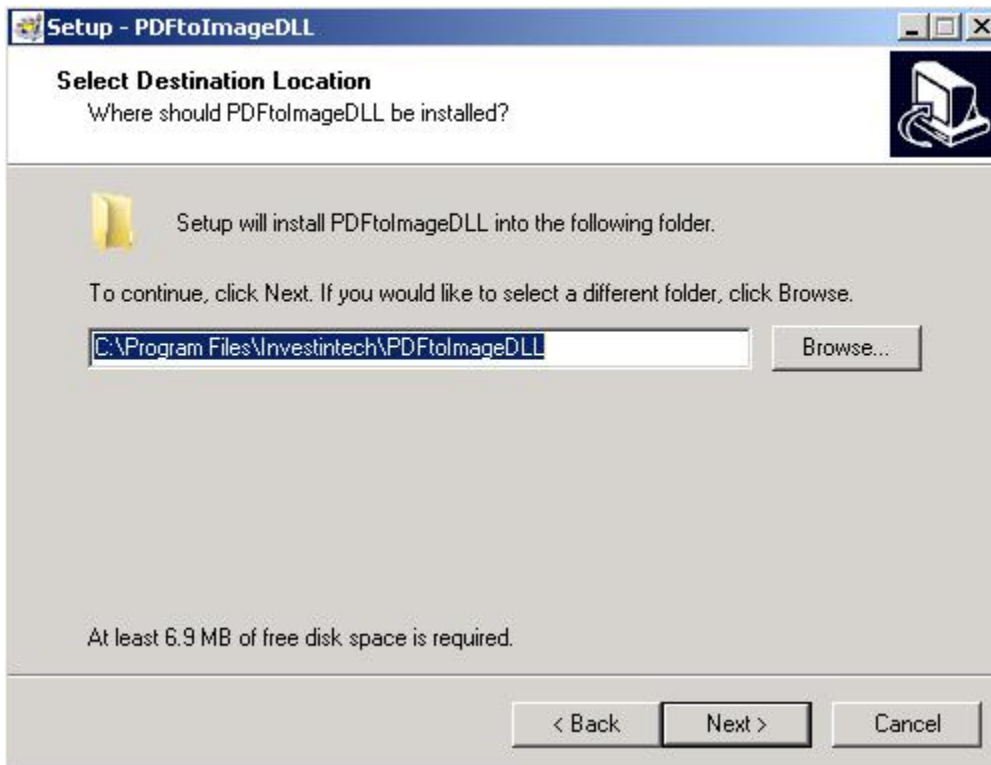 Setup - PDFtoImageDLL
Select Destination Location
Where should PDFtoImageDLL be installed?
Setup will install PDFtoImageDLL into the following folder.
To continue, click Next. If you would like to select a different folder, click Browse.
C:\Program Files\Investintech\PDFtoImageDLL
Browse...
At least 6.9 MB of free disk space is required.
< Back
Next >
Cancel